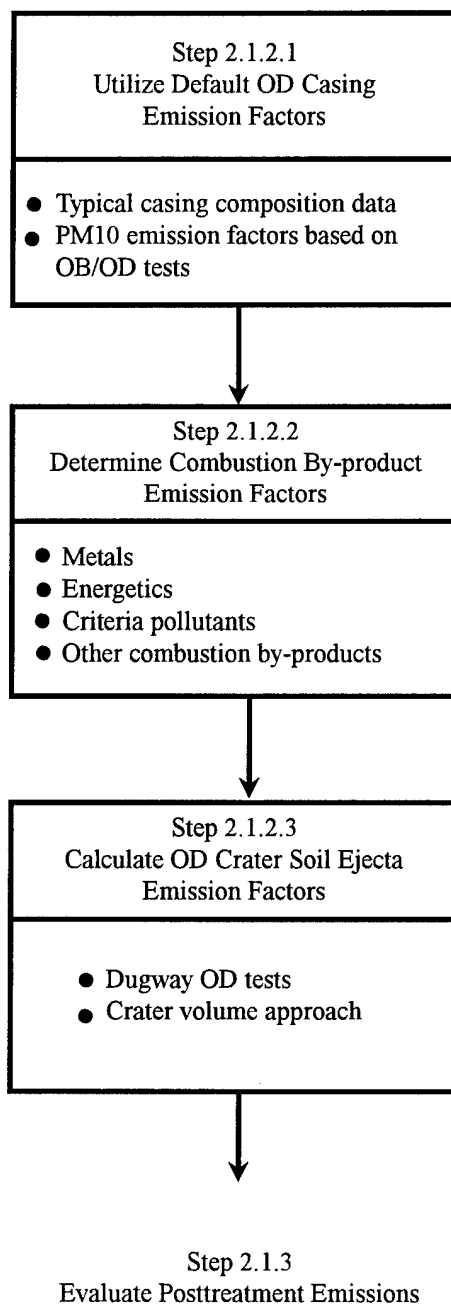 Step 2.1.2.1
Utilize Default OD Casing
Emission Factors
● Typical casing composition data
● PM10 emission factors based on
OB/OD tests
Step 2.1.2.2
Determine Combustion By-product
Emission Factors
● Metals
● Energetics
● Criteria pollutants
● Other combustion by-products
Step 2.1.2.3
Calculate OD Crater Soil Ejecta
Emission Factors
● Dugway OD tests
● Crater volume approach
Step 2.1.3
Evaluate Posttreatment Emissions